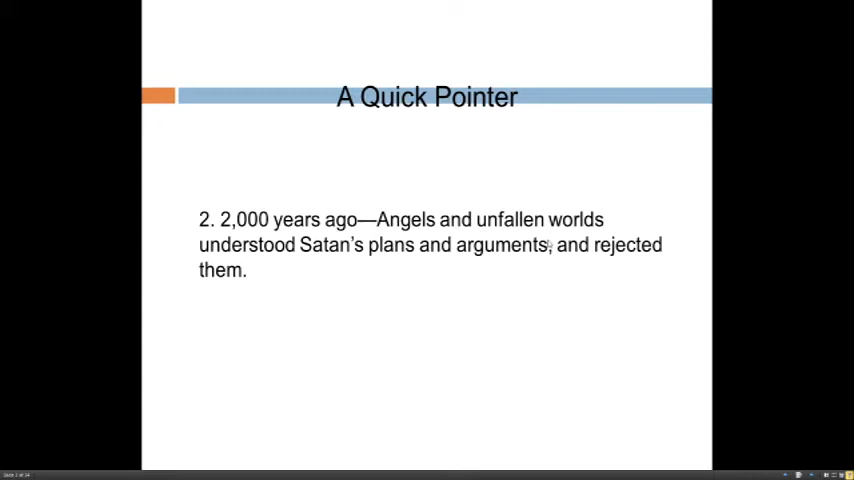 A Quick Pointer
2. 2,000 years ago—Angels and unfallen worlds
understood Satan’s plans and arguments, and rejected
them.